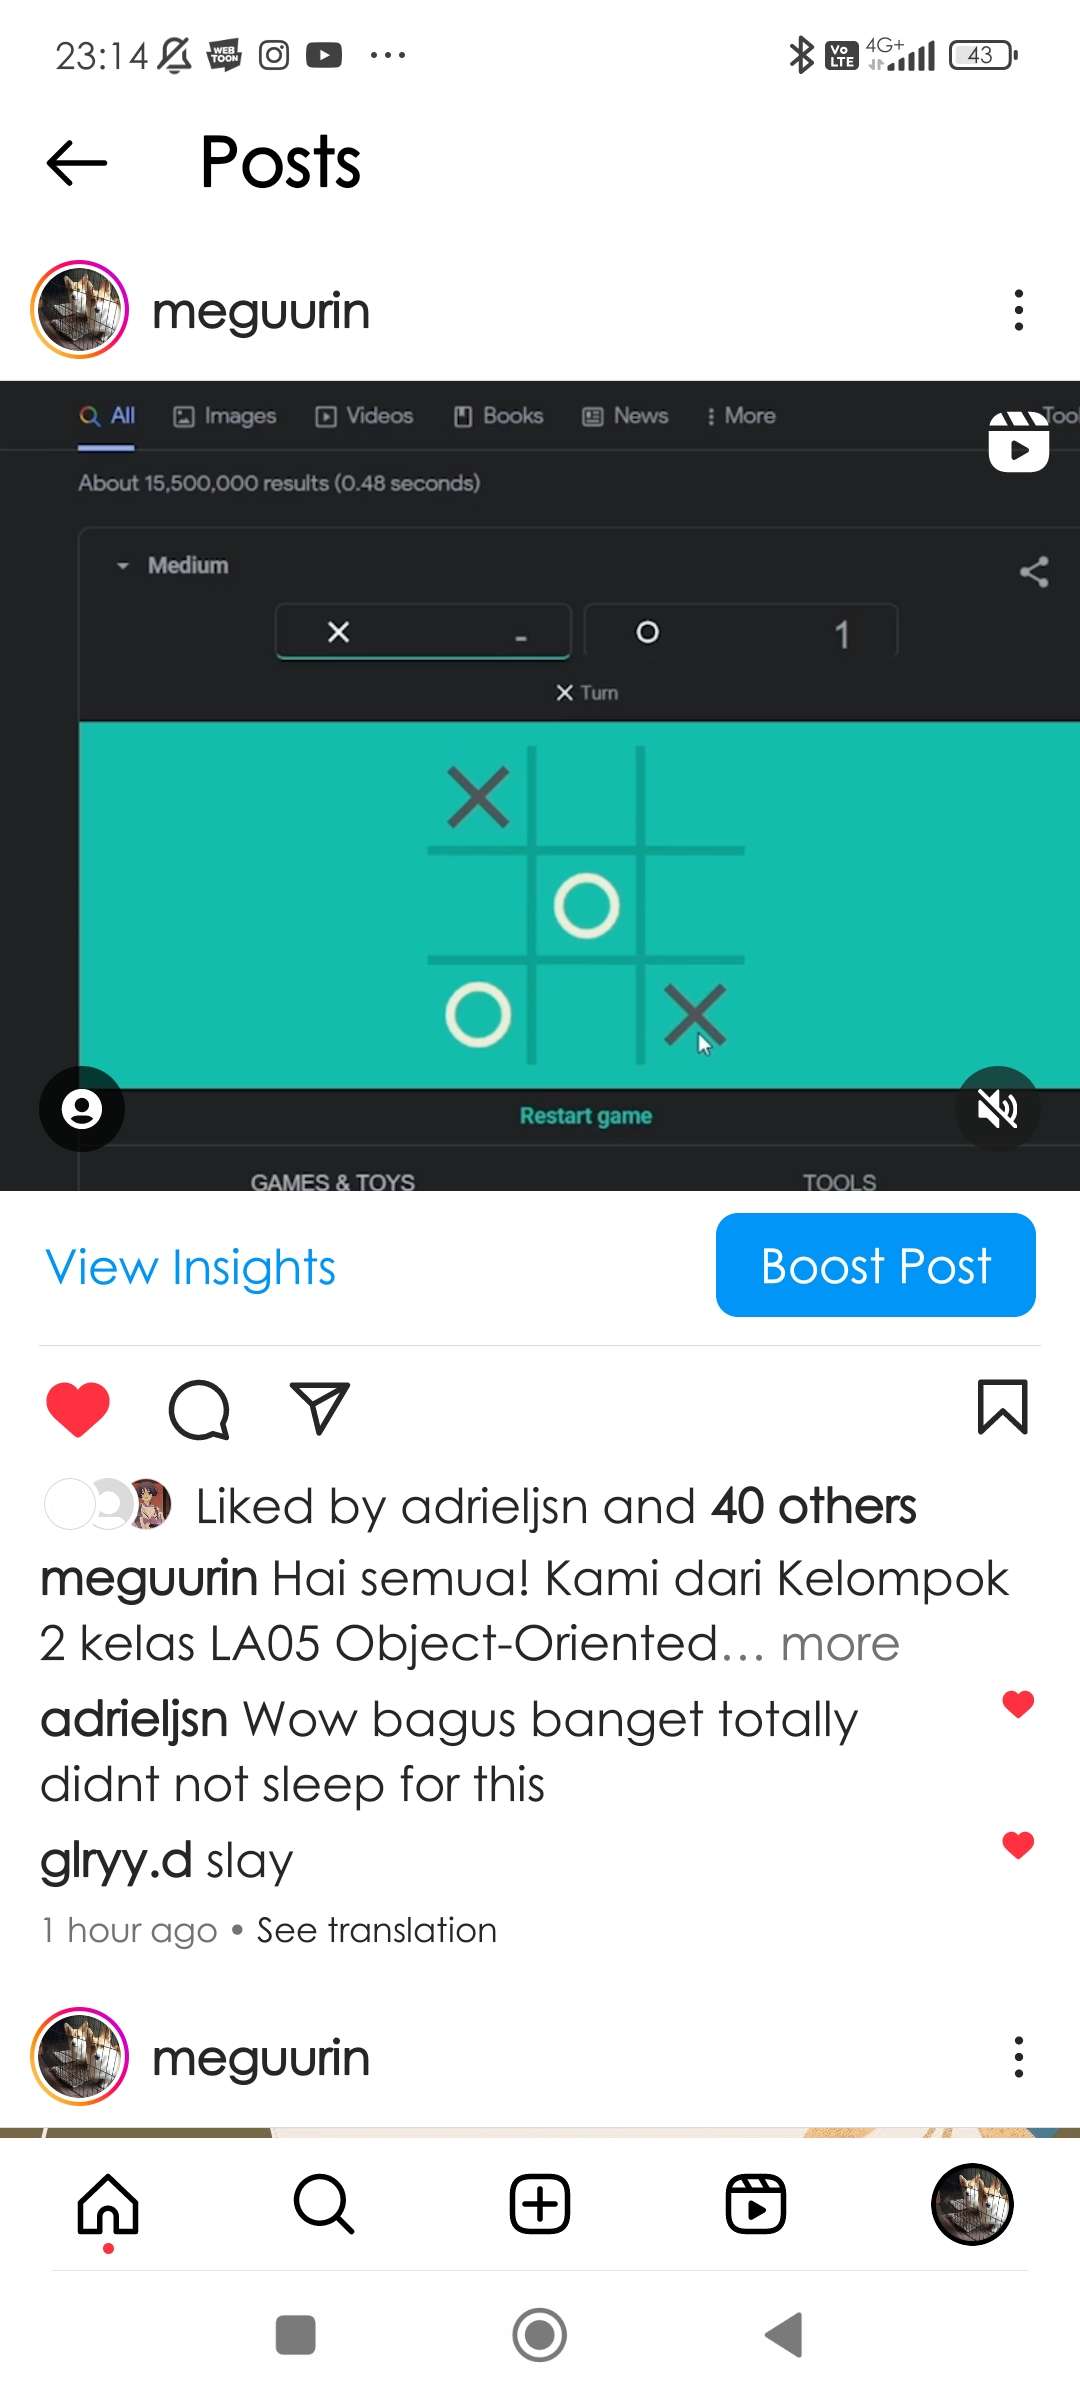 23:14 WEB TOON ... Vo LTE 4G+ 43
Posts
meguurin
All Images Videos Books News More Tool
About 15,500,000 results (0.48 seconds)
Medium
X - O 1
X Turn
X
O
O X
Restart game
GAMES & TOYS TOOLS
View Insights Boost Post
Liked by adrieljsn and 40 others
meguurin Hai semua! Kami dari Kelompok
2 kelas LA05 Object-Oriented... more
adrieljsn Wow bagus banget totally
didnt not sleep for this
glryy.d slay
1 hour ago • See translation
meguurin